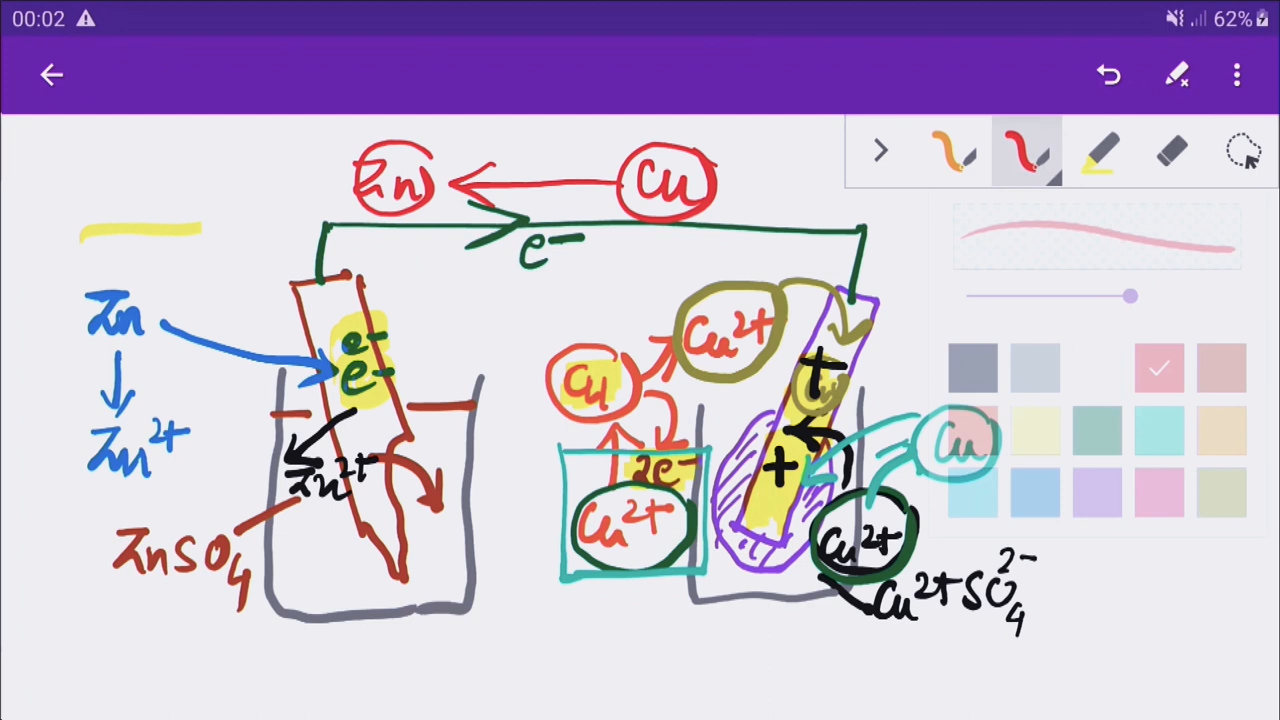 00:02
62%
Zn
Cu
e−
Zn
Zn²⁺
e−
e−
Zn²⁺
ZnSO₄
Cu
Cu²⁺
2e−
Cu²⁺
+
+
Cu
Cu²⁺
Cu²⁺SO₄²⁻